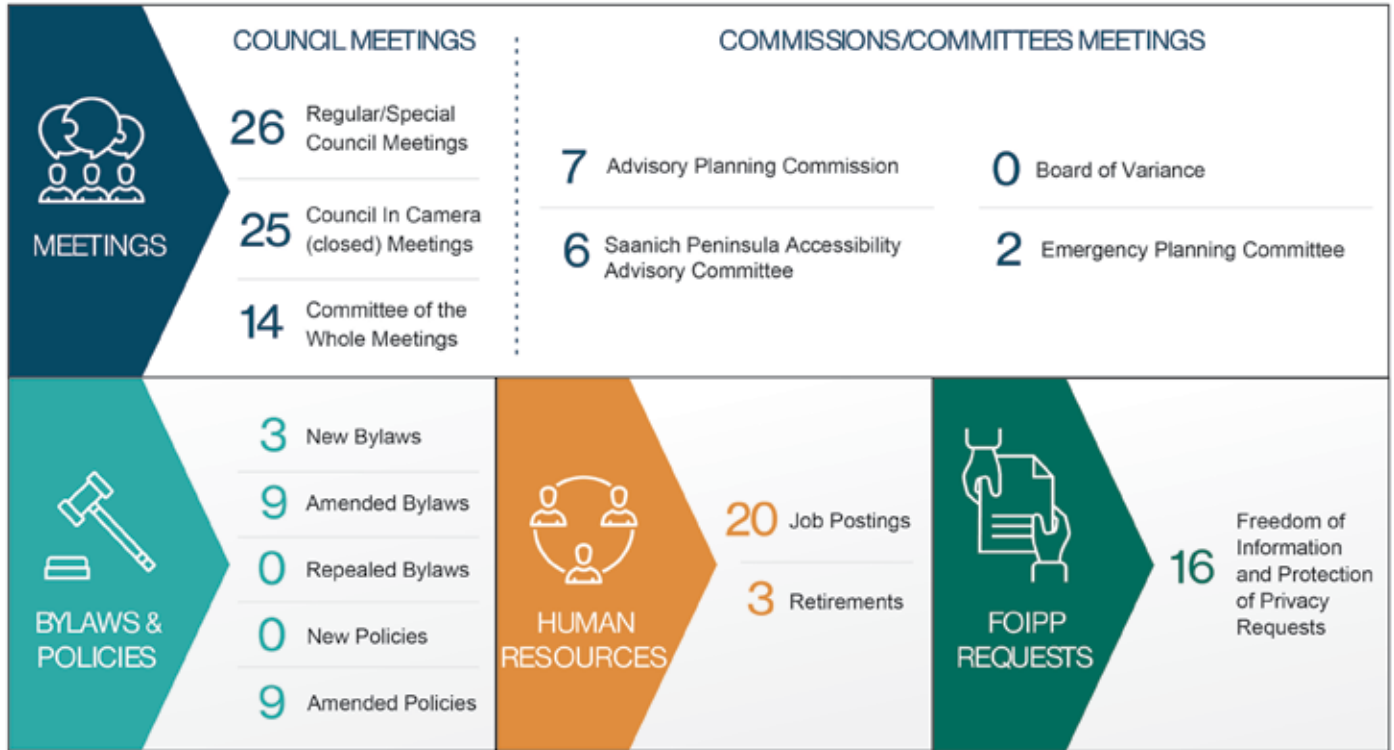 MEETINGS
COUNCIL MEETINGS
26 Regular/Special
Council Meetings
25 Council In Camera
(closed) Meetings
14 Committee of the
Whole Meetings
COMMISSIONS/COMMITTEES MEETINGS
7 Advisory Planning Commission
6 Saanich Peninsula Accessibility
Advisory Committee
0 Board of Variance
2 Emergency Planning Committee
BYLAWS &
POLICIES
3 New Bylaws
9 Amended Bylaws
0 Repealed Bylaws
0 New Policies
9 Amended Policies
HUMAN
RESOURCES
20 Job Postings
3 Retirements
FOIPP
REQUESTS
16 Freedom of
Information
and Protection
of Privacy
Requests